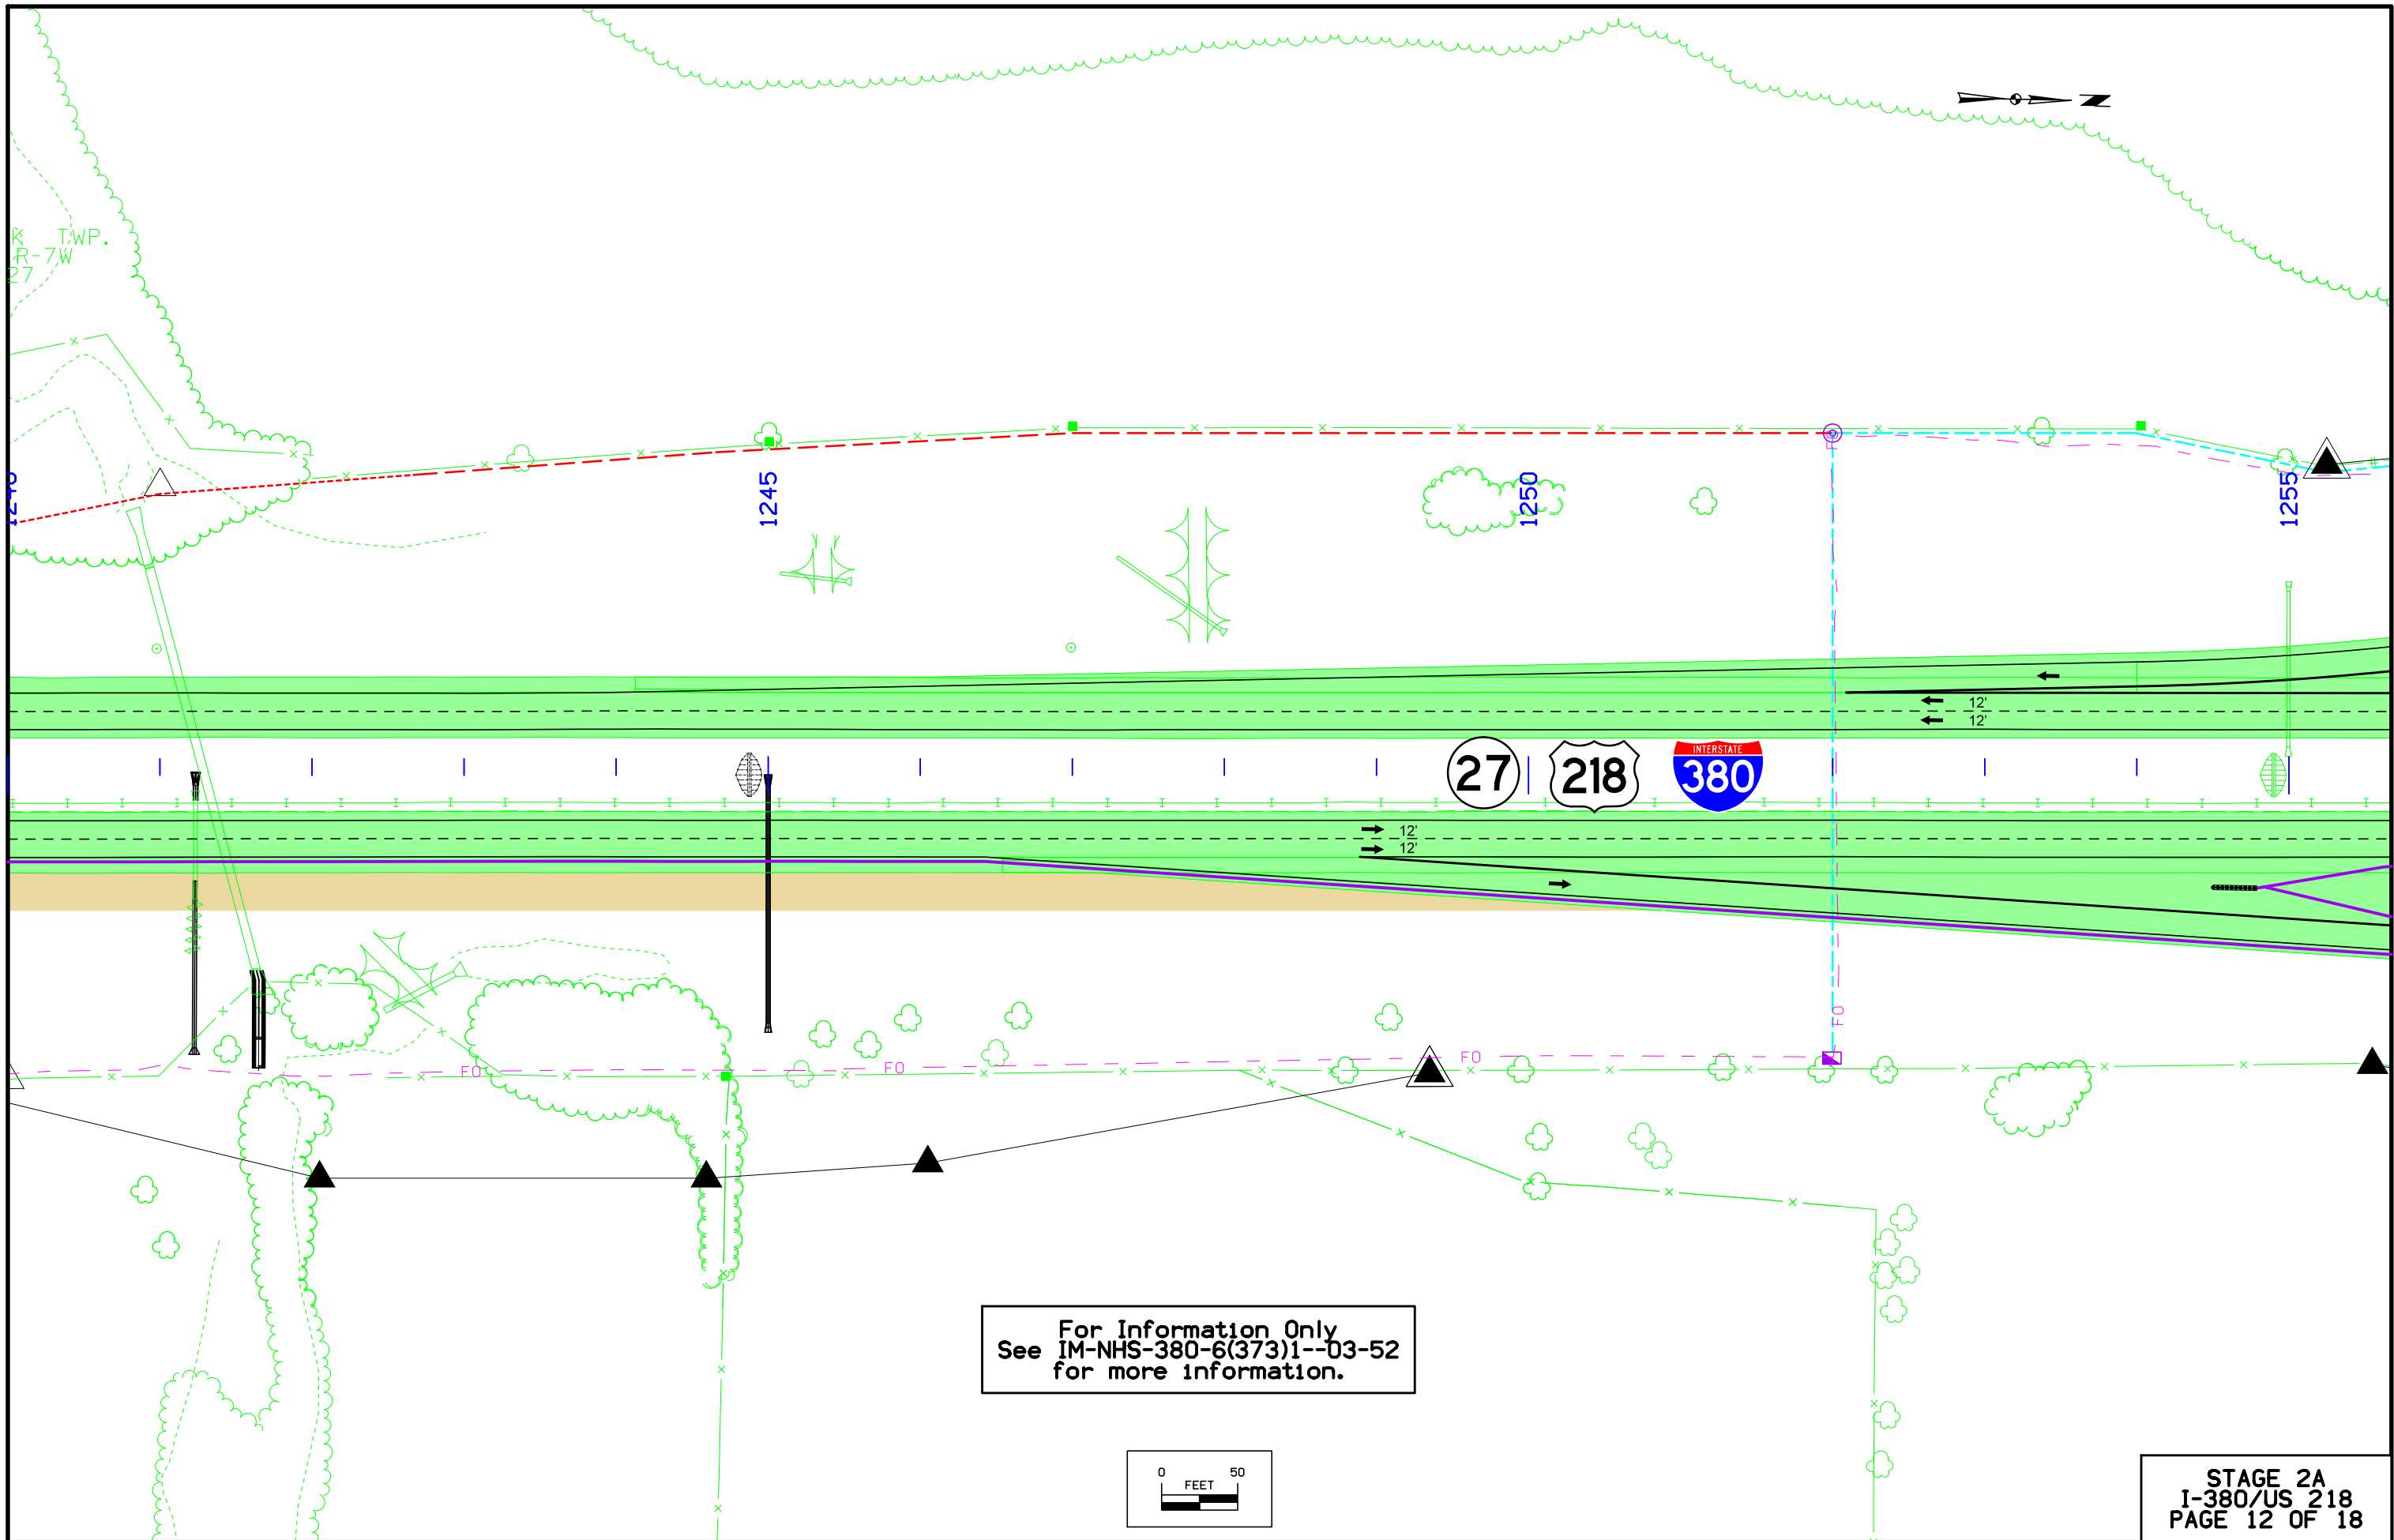 K TWP.
R-7W
27
1240
1245
1250
1255
12'
12'
27
218
INTERSTATE
380
12'
12'
FO
FO
FO
FO
For Information Only
See IM-NHS-380-6(373)1--03-52
for more information.
0 50
FEET
STAGE 2A
I-380/US 218
PAGE 12 OF 18